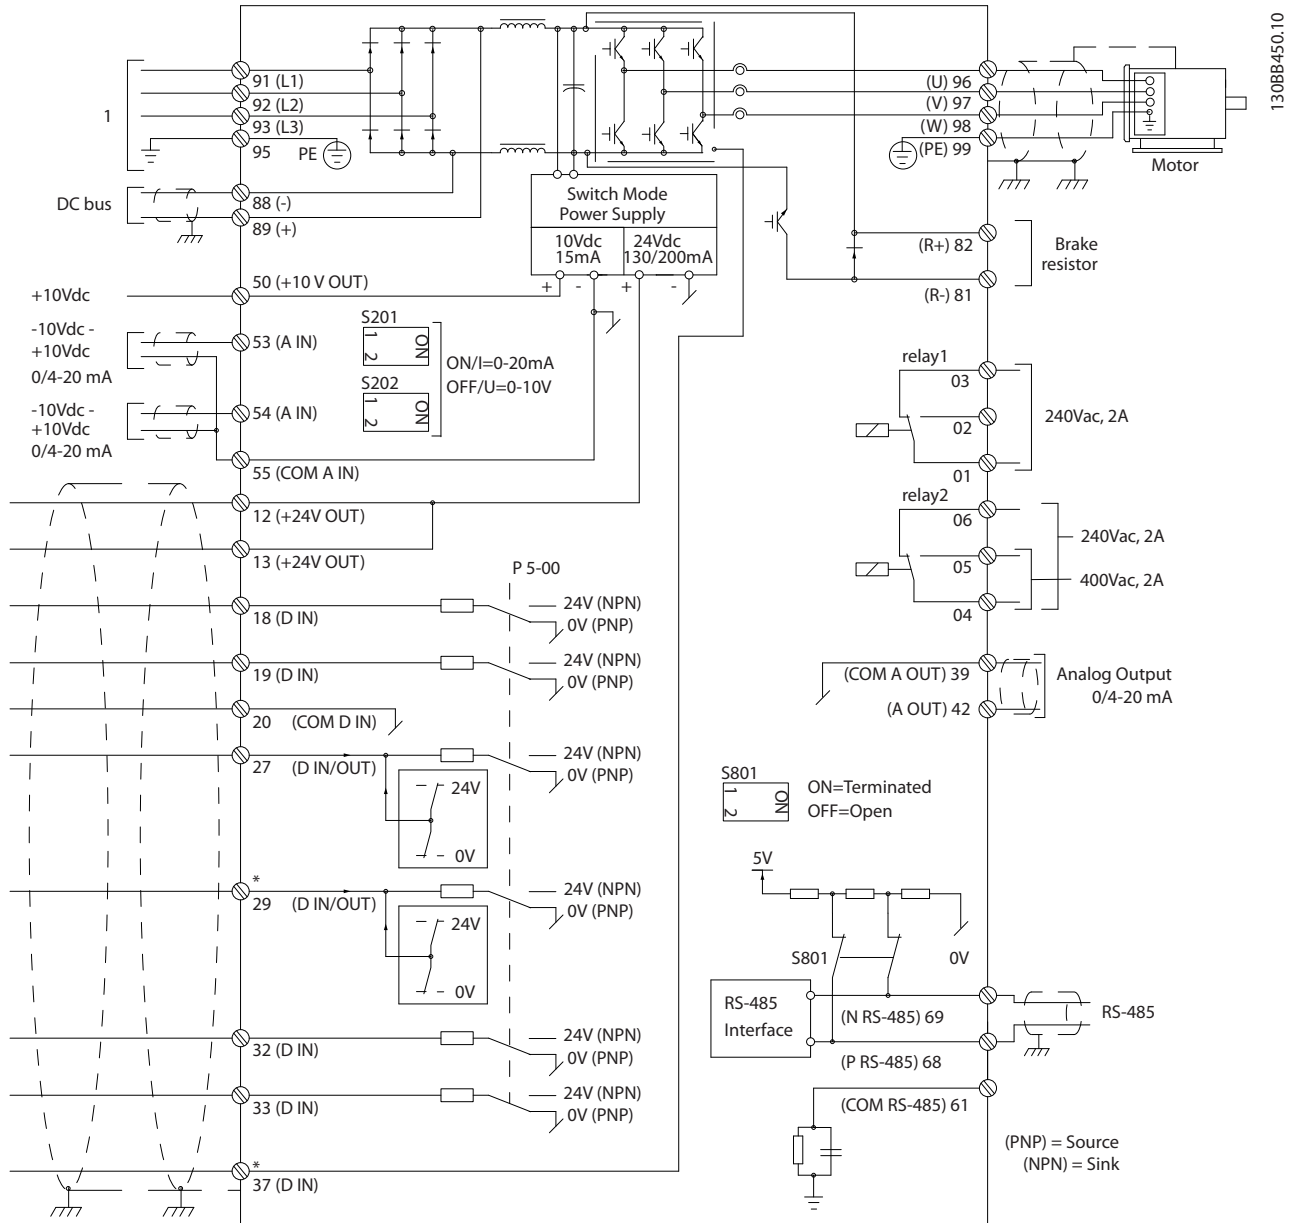 130BB450.10
1
91 (L1)
92 (L2)
93 (L3)
95
PE
DC bus
88 (-)
89 (+)
Switch Mode
Power Supply
10Vdc
15mA
24Vdc
130/200mA
+ - + -
(U) 96
(V) 97
(W) 98
(PE) 99
Motor
(R+) 82
Brake
resistor
(R-) 81
+10Vdc
50 (+10 V OUT)
-10Vdc -
+10Vdc
0/4-20 mA
53 (A IN)
S201
1
2
ON
ON/I=0-20mA
OFF/U=0-10V
S202
1
2
ON
-10Vdc -
+10Vdc
0/4-20 mA
54 (A IN)
55 (COM A IN)
relay1
03
02
01
240Vac, 2A
relay2
06
05
04
240Vac, 2A
400Vac, 2A
12 (+24V OUT)
13 (+24V OUT)
P 5-00
18 (D IN)
24V (NPN)
0V (PNP)
19 (D IN)
24V (NPN)
0V (PNP)
20 (COM D IN)
27 (D IN/OUT)
24V (NPN)
0V (PNP)
24V
0V
*
29 (D IN/OUT)
24V (NPN)
0V (PNP)
24V
0V
32 (D IN)
24V (NPN)
0V (PNP)
33 (D IN)
24V (NPN)
0V (PNP)
*
37 (D IN)
(COM A OUT) 39
(A OUT) 42
Analog Output
0/4-20 mA
S801
1
2
ON
ON=Terminated
OFF=Open
5V
S801
0V
RS-485
Interface
(N RS-485) 69
RS-485
(P RS-485) 68
(COM RS-485) 61
(PNP) = Source
(NPN) = Sink